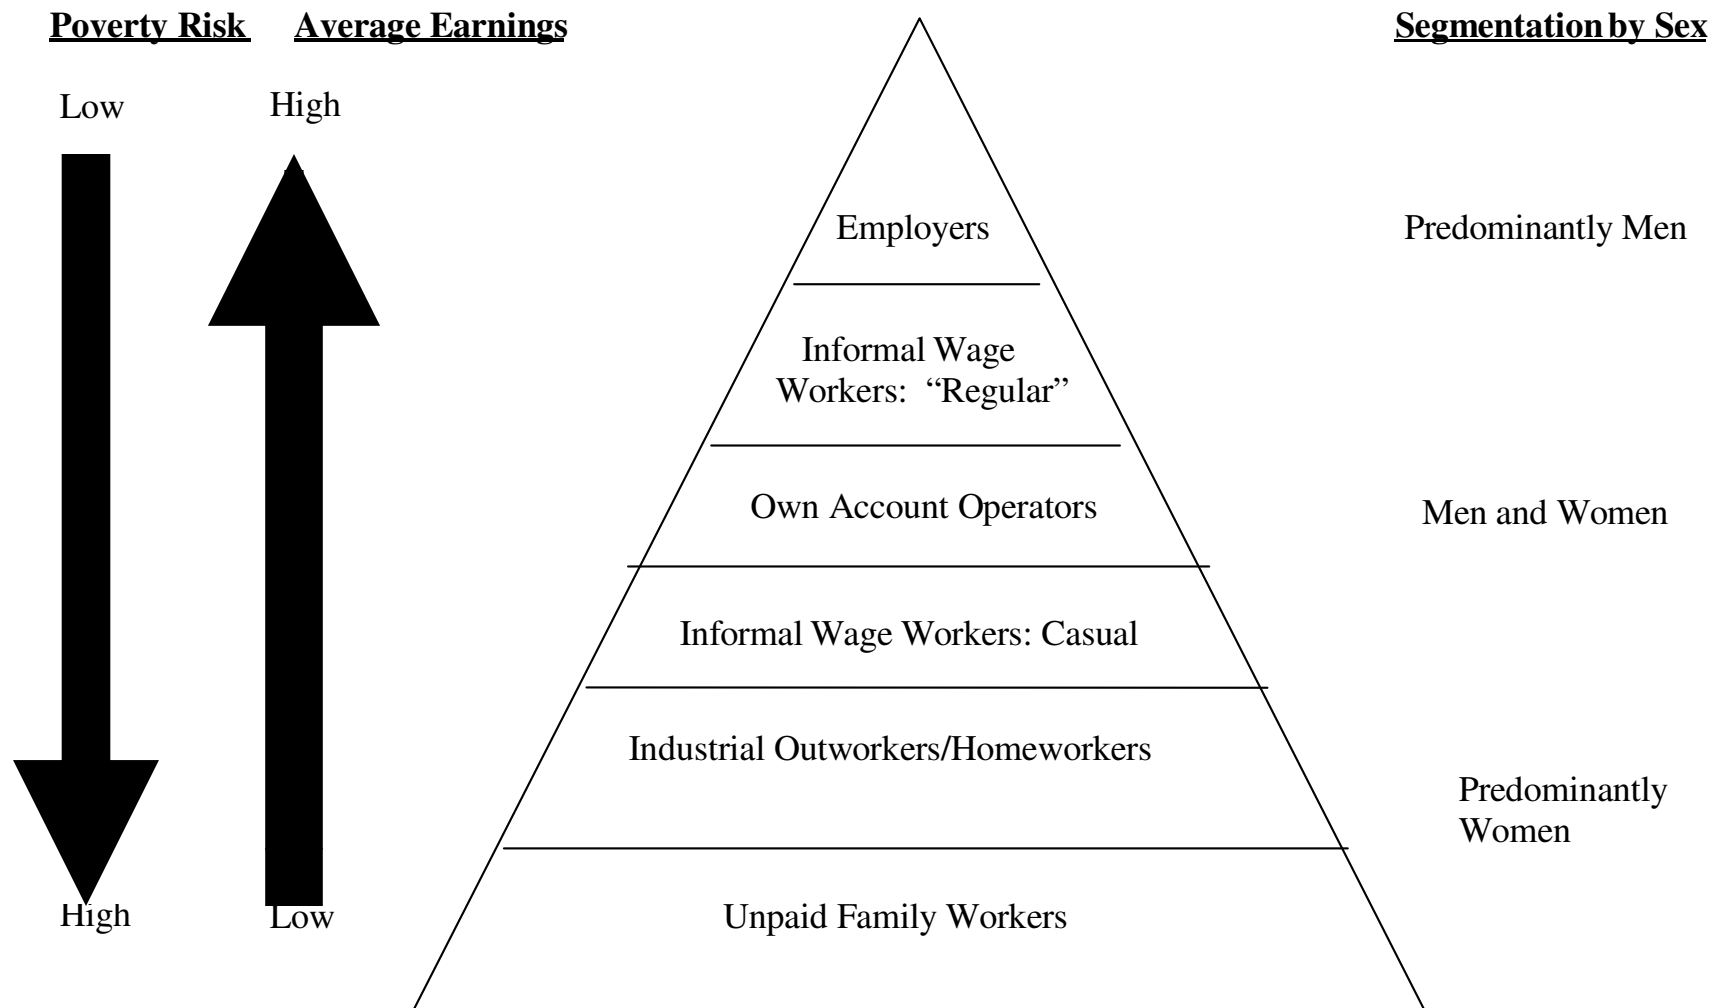 Poverty Risk Average Earnings Segmentation by Sex
Low High
Employers Predominantly Men
Informal Wage
Workers: “Regular”
Own Account Operators Men and Women
Informal Wage Workers: Casual
Industrial Outworkers/Homeworkers
Predominantly
Women
High Low Unpaid Family Workers